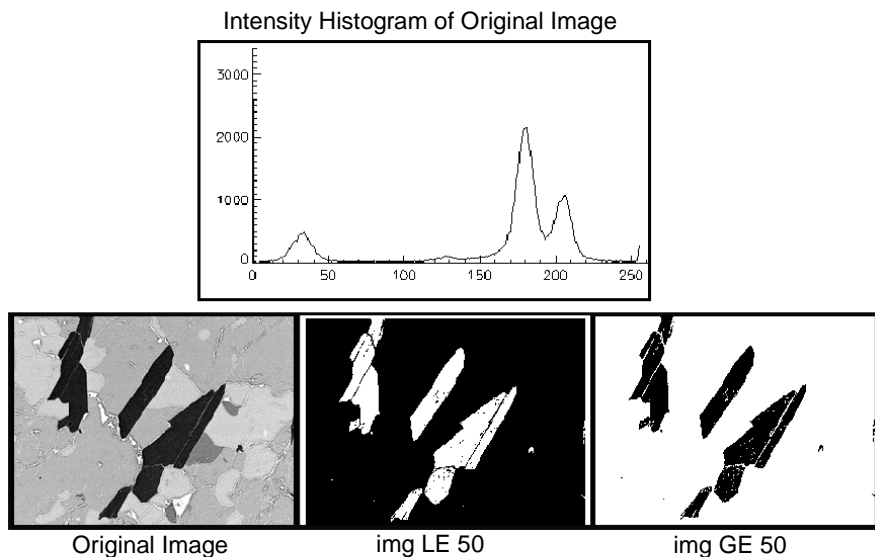 Intensity Histogram of Original Image
3000
2000
1000
0
0 50 100 150 200 250
Original Image img LE 50 img GE 50